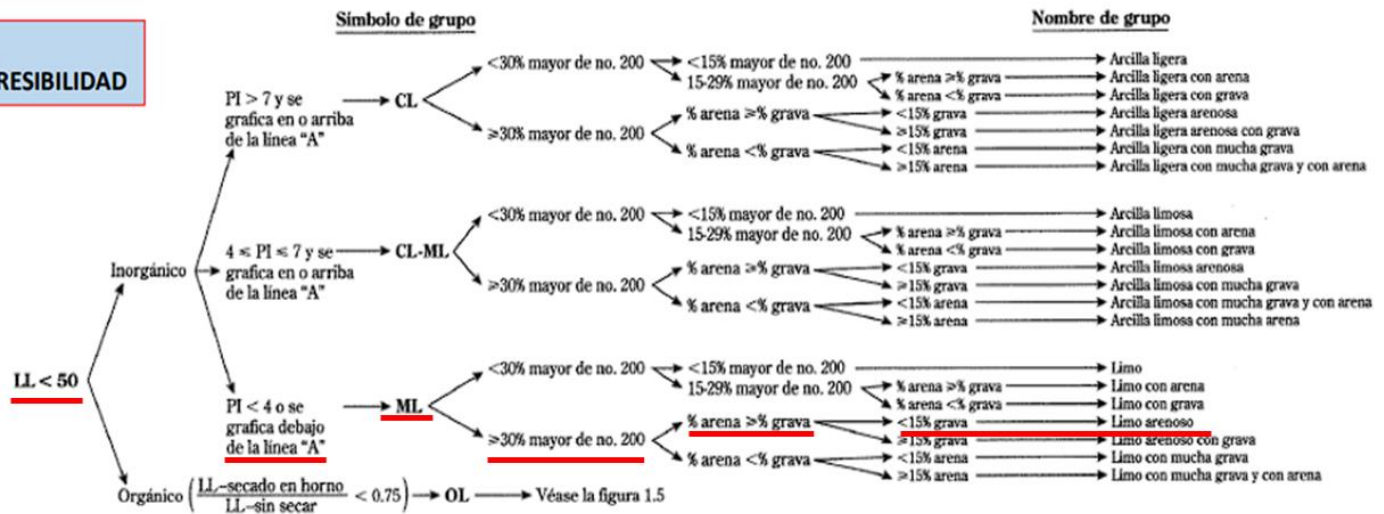 RESIBILIDAD
Símbolo de grupo
Nombre de grupo
LL < 50
Inorgánico
PI > 7 y se
grafica en o arriba
de la línea "A"
CL
<30% mayor de no. 200
<15% mayor de no. 200
Arcilla ligera
15-29% mayor de no. 200
% arena ≥% grava
Arcilla ligera con arena
% arena <% grava
Arcilla ligera con grava
≥30% mayor de no. 200
% arena ≥% grava
<15% grava
Arcilla ligera arenosa
≥15% grava
Arcilla ligera arenosa con grava
% arena <% grava
<15% arena
Arcilla ligera con mucha grava
≥15% arena
Arcilla ligera con mucha grava y con arena
4 ≤ PI ≤ 7 y se
grafica en o arriba
de la línea "A"
CL-ML
<30% mayor de no. 200
<15% mayor de no. 200
Arcilla limosa
15-29% mayor de no. 200
% arena ≥% grava
Arcilla limosa con arena
% arena <% grava
Arcilla limosa con grava
≥30% mayor de no. 200
% arena ≥% grava
<15% grava
Arcilla limosa arenosa
≥15% grava
Arcilla limosa con mucha grava
% arena <% grava
<15% arena
Arcilla limosa con mucha grava y con arena
≥15% arena
Arcilla limosa con mucha arena
PI < 4 o se
grafica debajo
de la línea "A"
ML
<30% mayor de no. 200
<15% mayor de no. 200
Limo
15-29% mayor de no. 200
% arena ≥% grava
Limo con arena
% arena <% grava
Limo con grava
≥30% mayor de no. 200
% arena ≥% grava
<15% grava
Limo arenoso
≥15% grava
Limo arenoso con grava
% arena <% grava
<15% arena
Limo con mucha grava
≥15% arena
Limo con mucha grava y con arena
Orgánico (LL–secado en horno / LL–sin secar < 0.75) OL Véase la figura 1.5